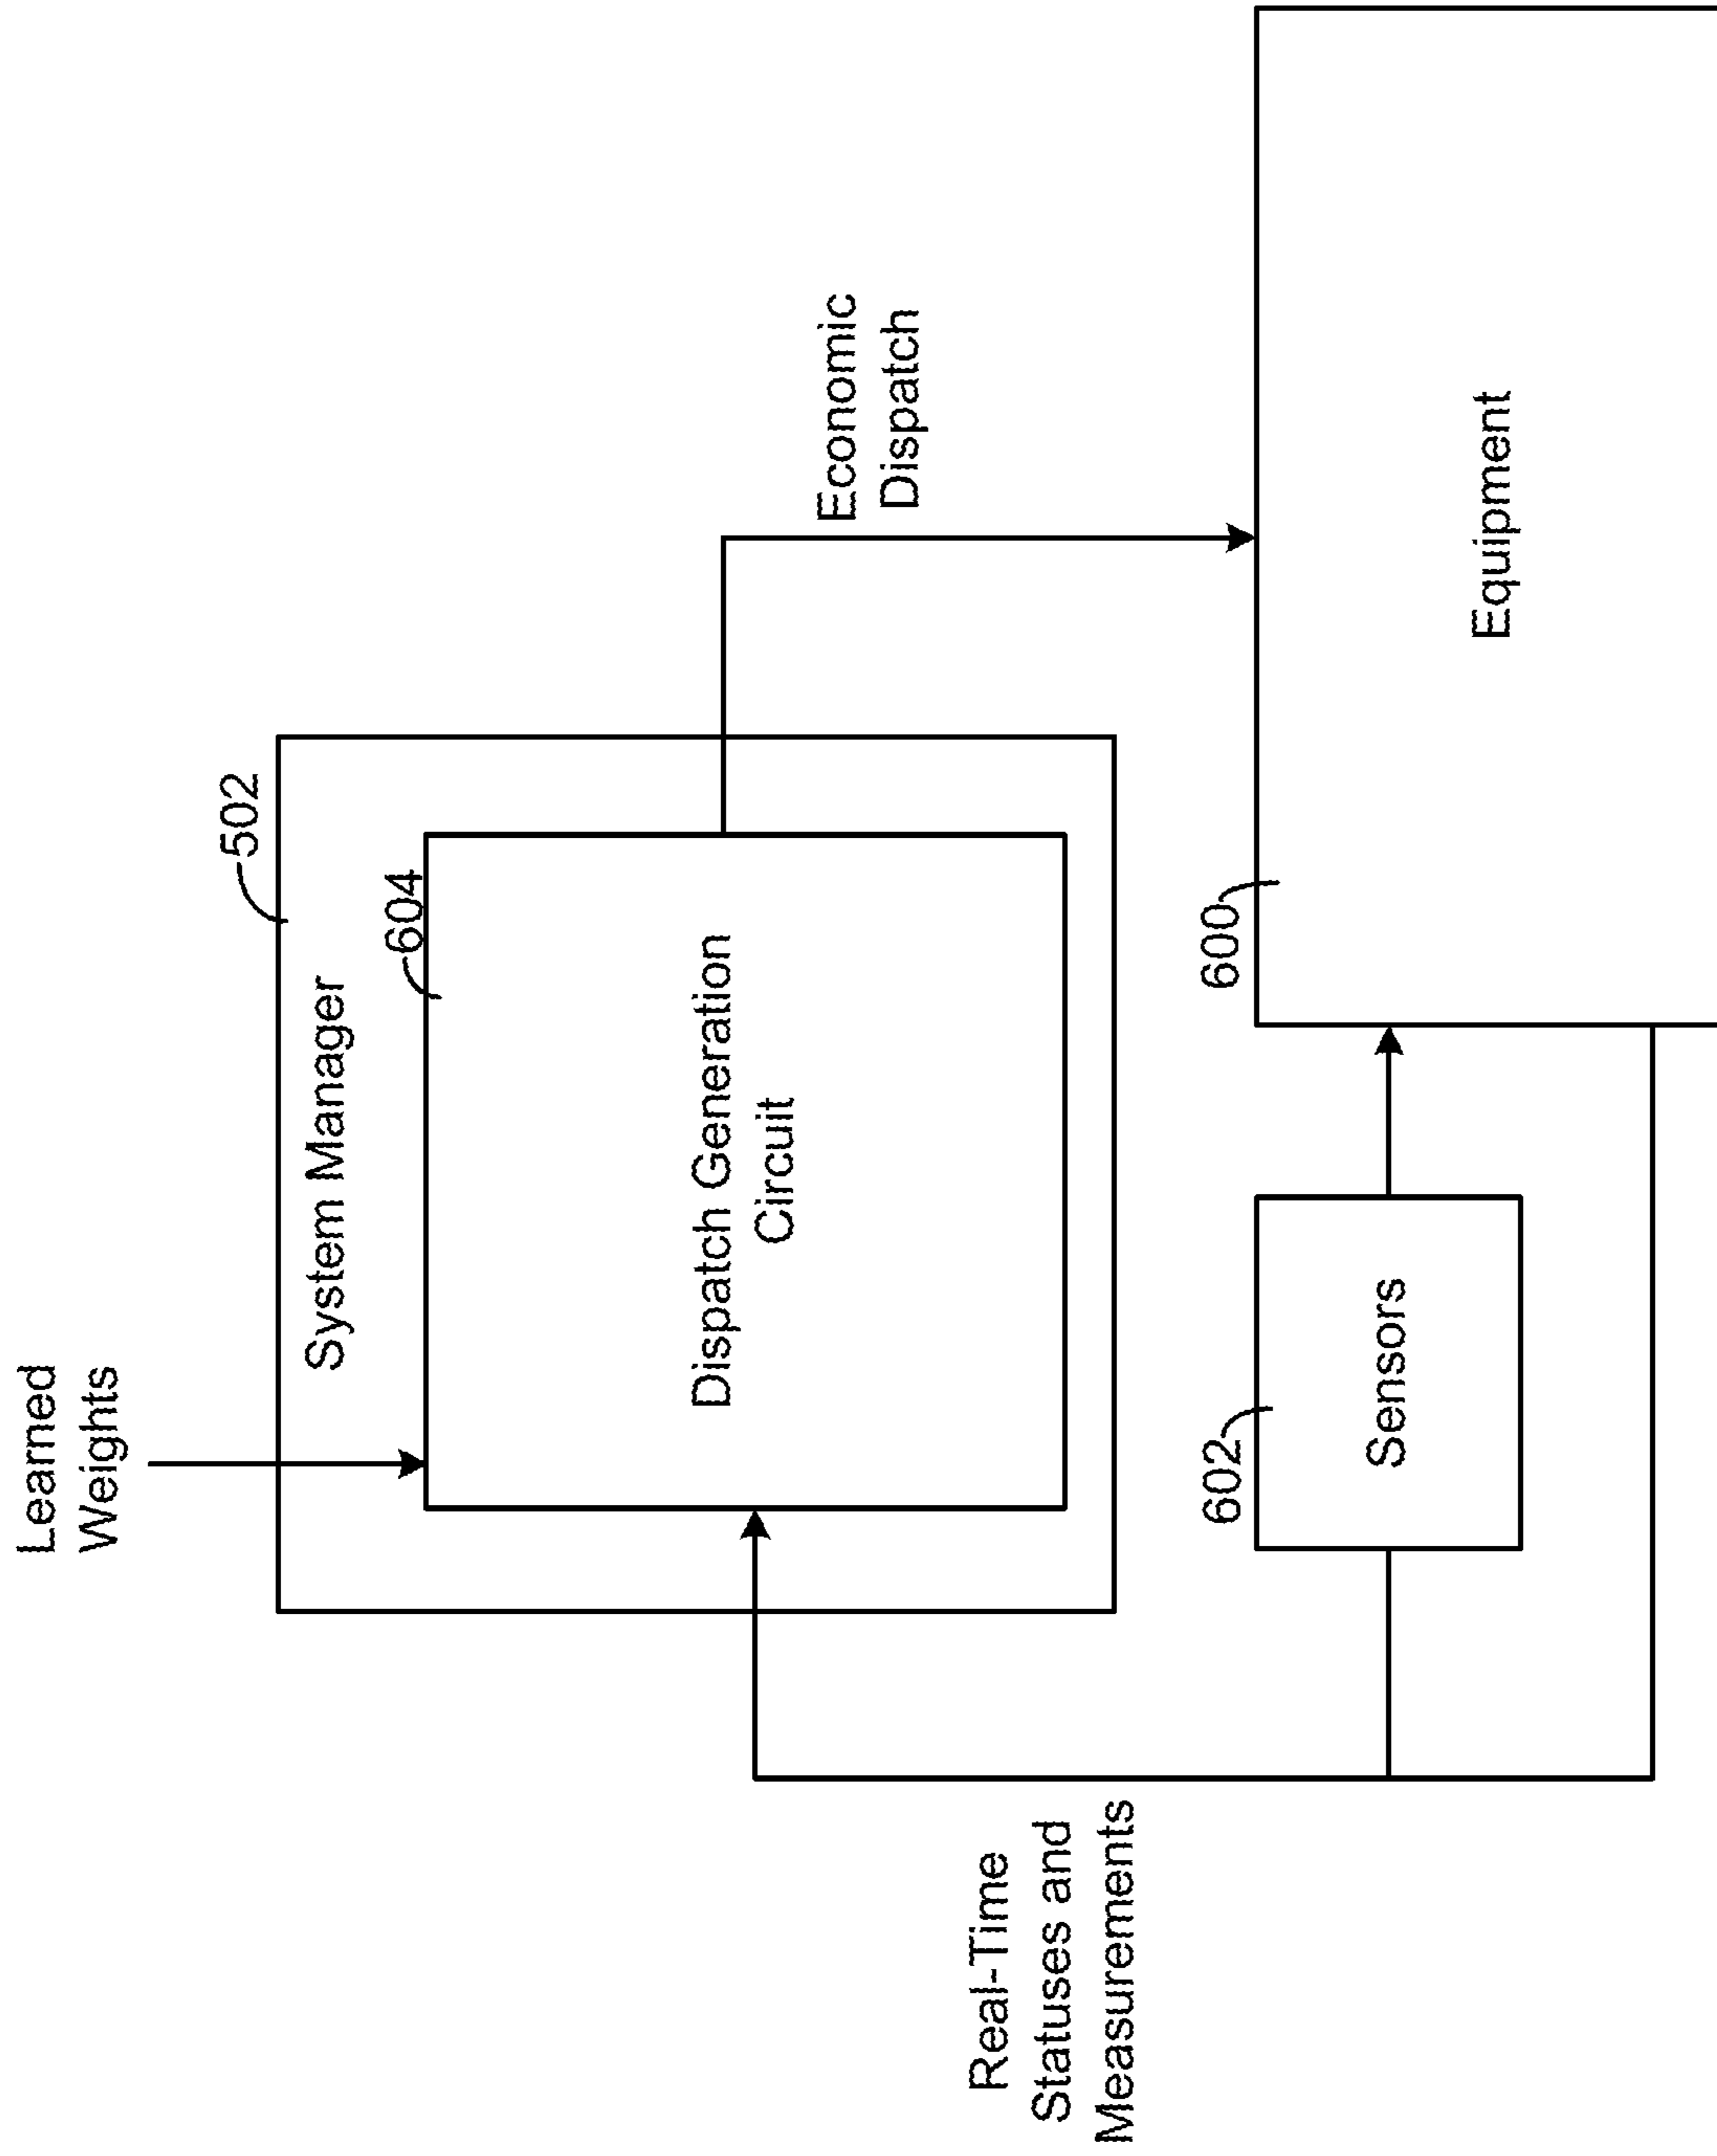 Learned
Weights
502
System Manager
604
Dispatch Generation
Circuit
Economic
Dispatch
Real-Time
Statuses and
Measurements
602
Sensors
600
Equipment